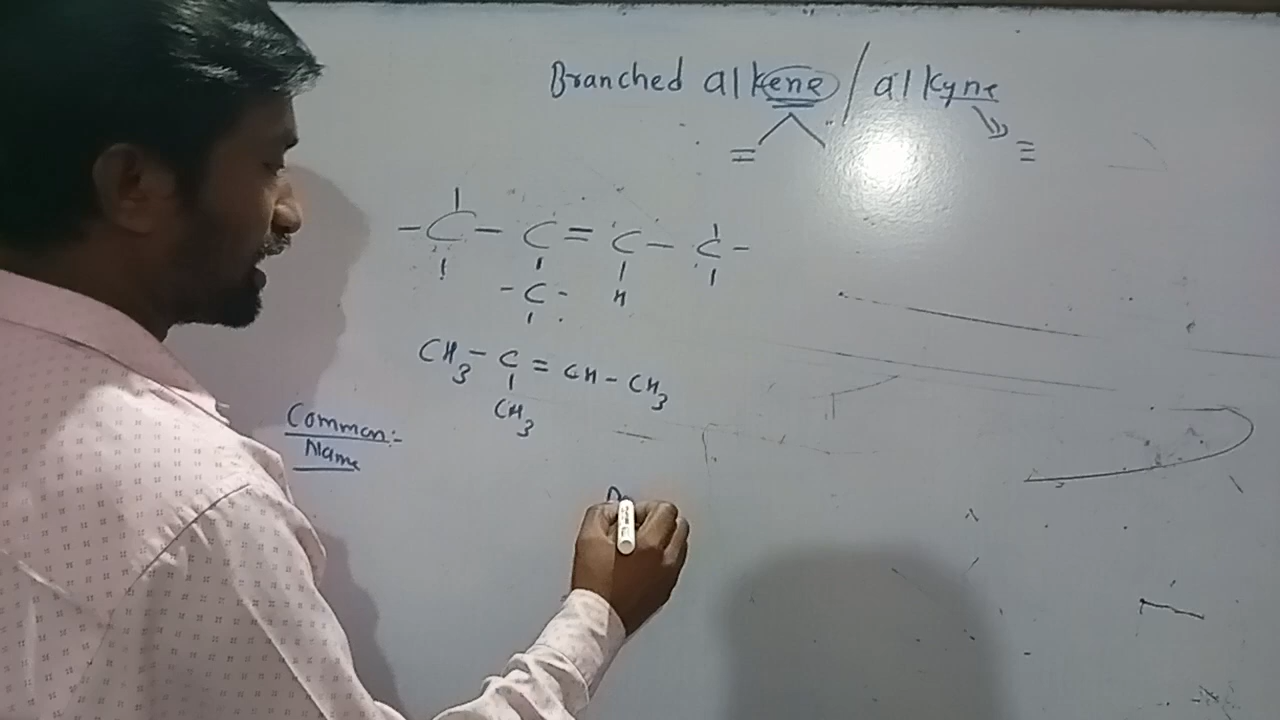 Branched alkene / alkyne
= ≡
- C - C = C - C -
- C - H
CH3 - C = CH - CH3
CH3
Common:-
Name